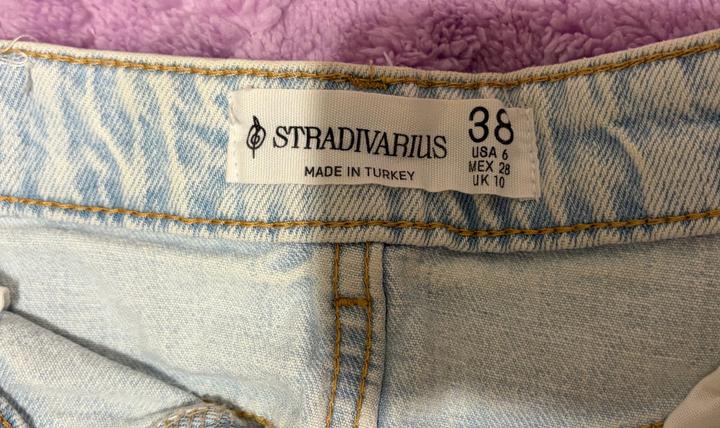 STRADIVARIUS
MADE IN TURKEY
38
USA 6
MEX 28
UK 10